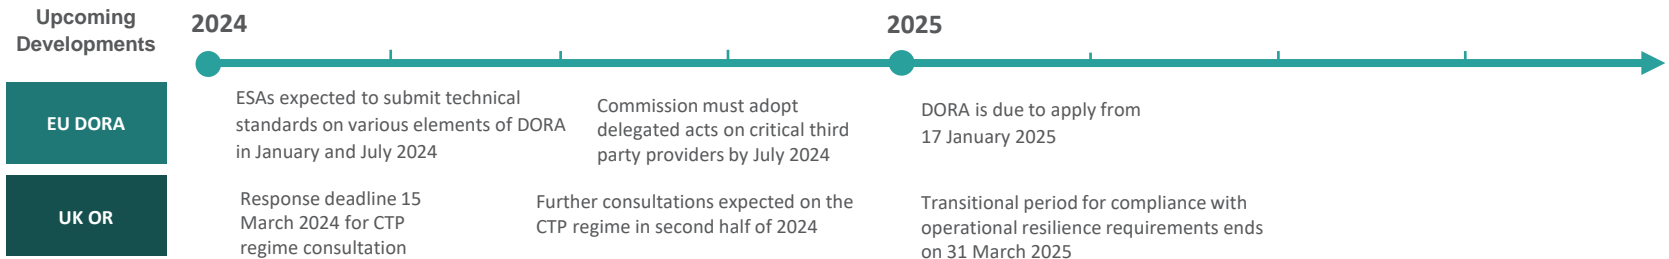 Upcoming
Developments
2024
2025
EU DORA
ESAs expected to submit technical
standards on various elements of DORA
in January and July 2024
Commission must adopt
delegated acts on critical third
party providers by July 2024
DORA is due to apply from
17 January 2025
UK OR
Response deadline 15
March 2024 for CTP
regime consultation
Further consultations expected on the
CTP regime in second half of 2024
Transitional period for compliance with
operational resilience requirements ends
on 31 March 2025